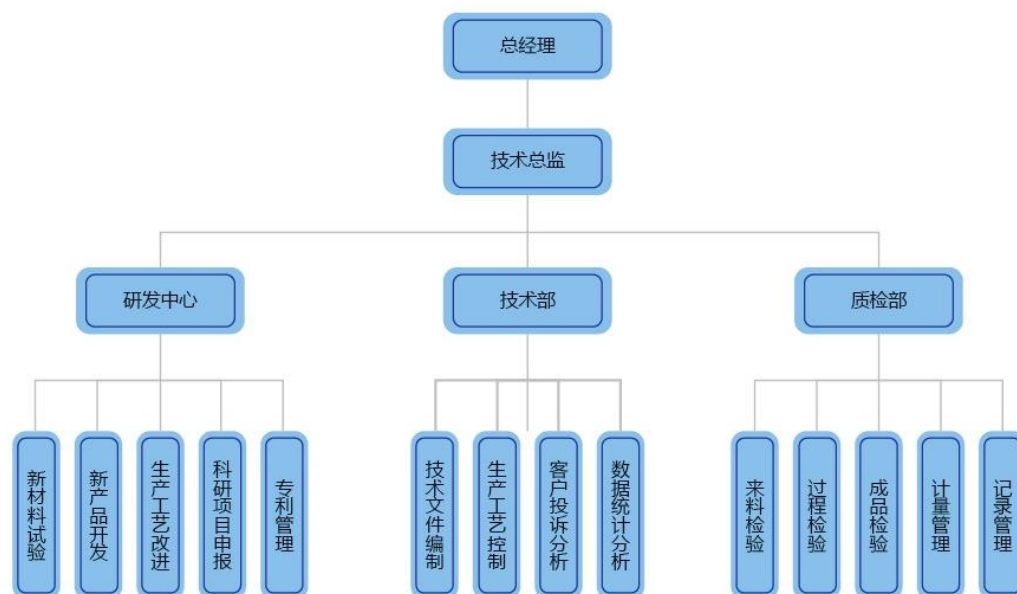 总经理
技术总监
研发中心
技术部
质检部
新材料试验
新产品开发
生产工艺改进
科研项目申报
专利管理
技术文件编制
生产工艺控制
客户投诉分析
数据统计分析
来料检验
过程检验
成品检验
计量管理
记录管理